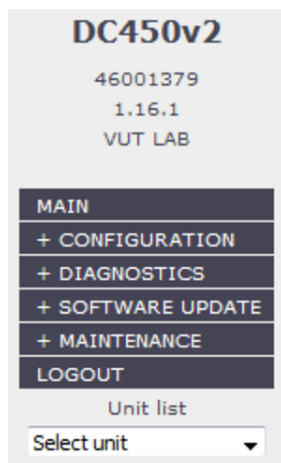 DC450v2
46001379
1.16.1
VUT LAB
MAIN
+ CONFIGURATION
+ DIAGNOSTICS
+ SOFTWARE UPDATE
+ MAINTENANCE
LOGOUT
Unit list
Select unit